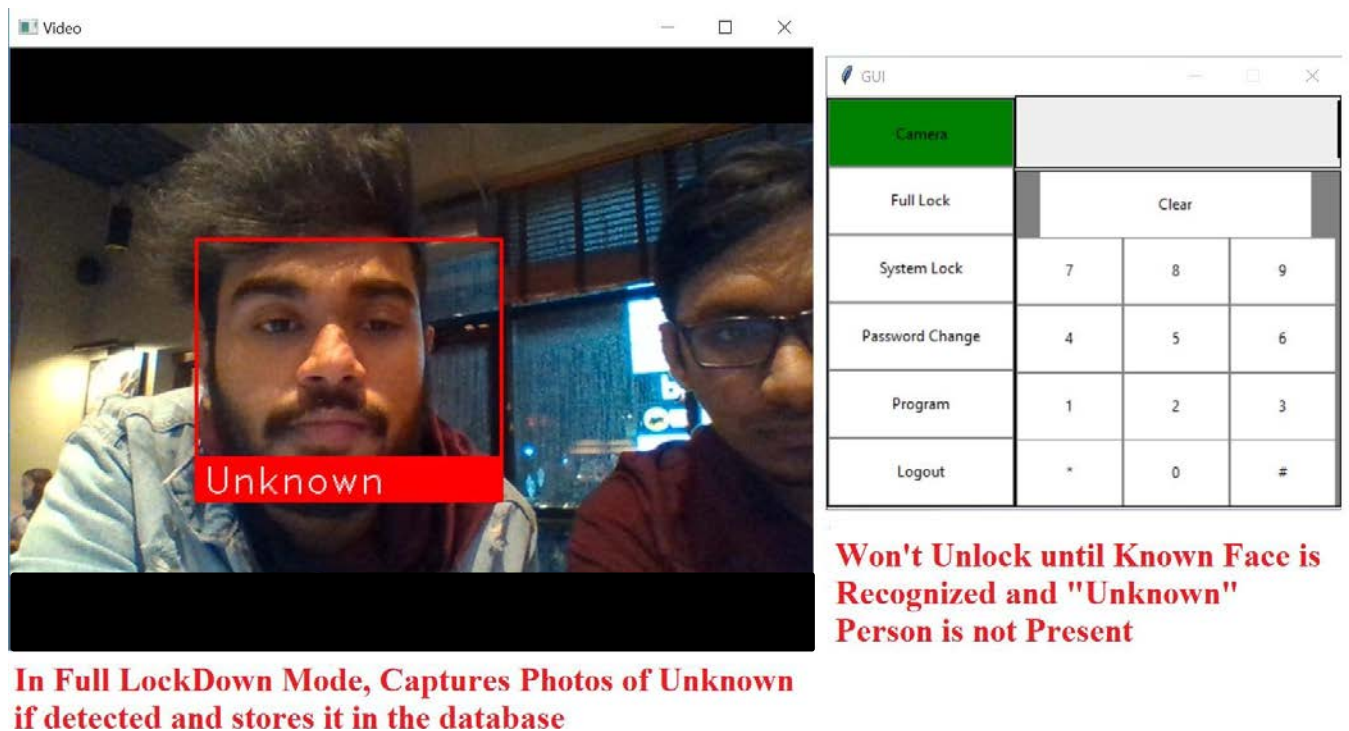 Video
Unknown
In Full LockDown Mode, Captures Photos of Unknown
if detected and stores it in the database
GUI
Camera
Full Lock
System Lock
Password Change
Program
Logout
Clear
7 8 9
4 5 6
1 2 3
* 0 #
Won't Unlock until Known Face is
Recognized and "Unknown"
Person is not Present